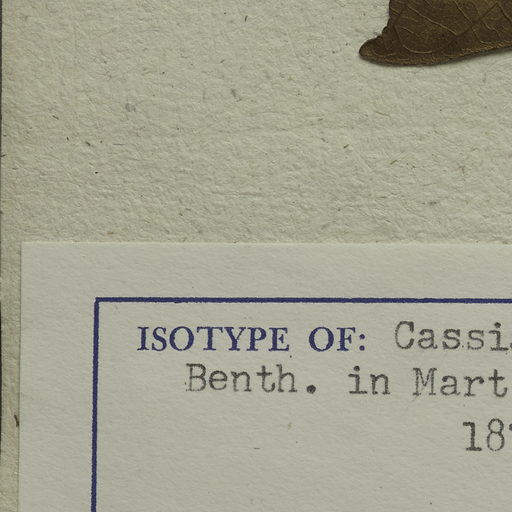 ISOTYPE OF: Cassi
Benth. in Mart
18